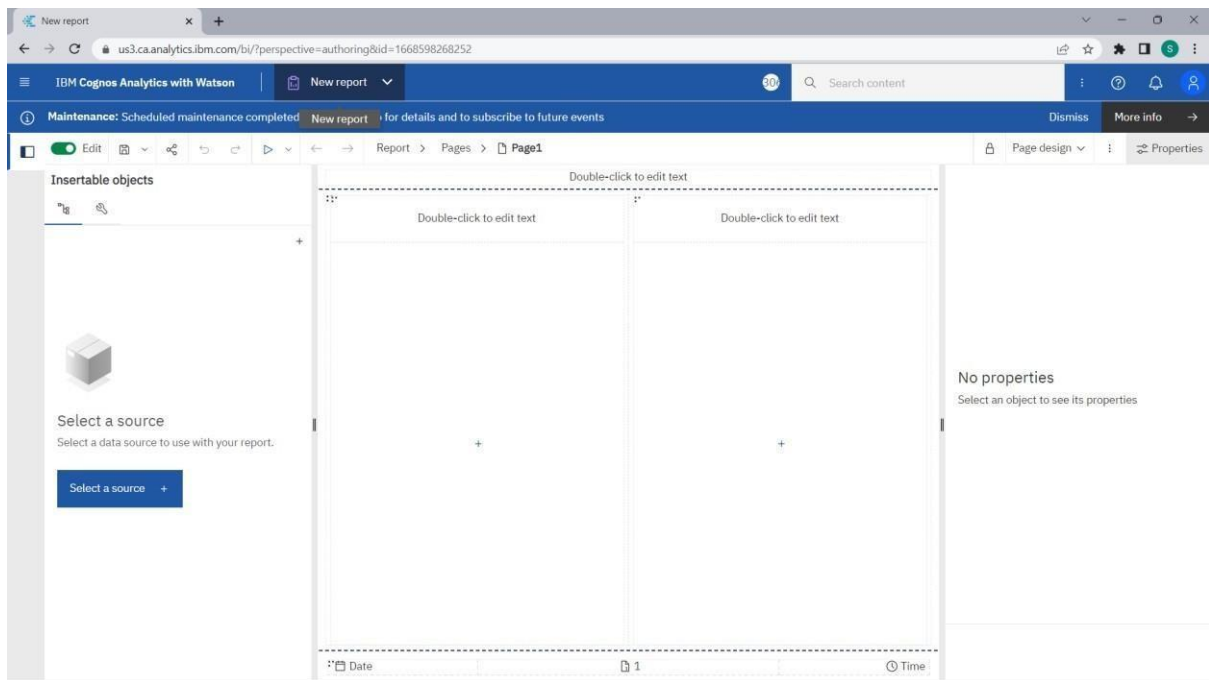 New report
us3.ca.analytics.ibm.com/bi/?perspective=authoring&id=1668598268252
S
IBM Cognos Analytics with Watson
New report
30
Search content
Maintenance: Scheduled maintenance completed
for details and to subscribe to future events
New report
Dismiss
More info
Edit
Report > Pages > Page1
Page design
Properties
Insertable objects
Double-click to edit text
Double-click to edit text
Double-click to edit text
Select a source
Select a data source to use with your report.
Select a source +
No properties
Select an object to see its properties
Date
1
Time